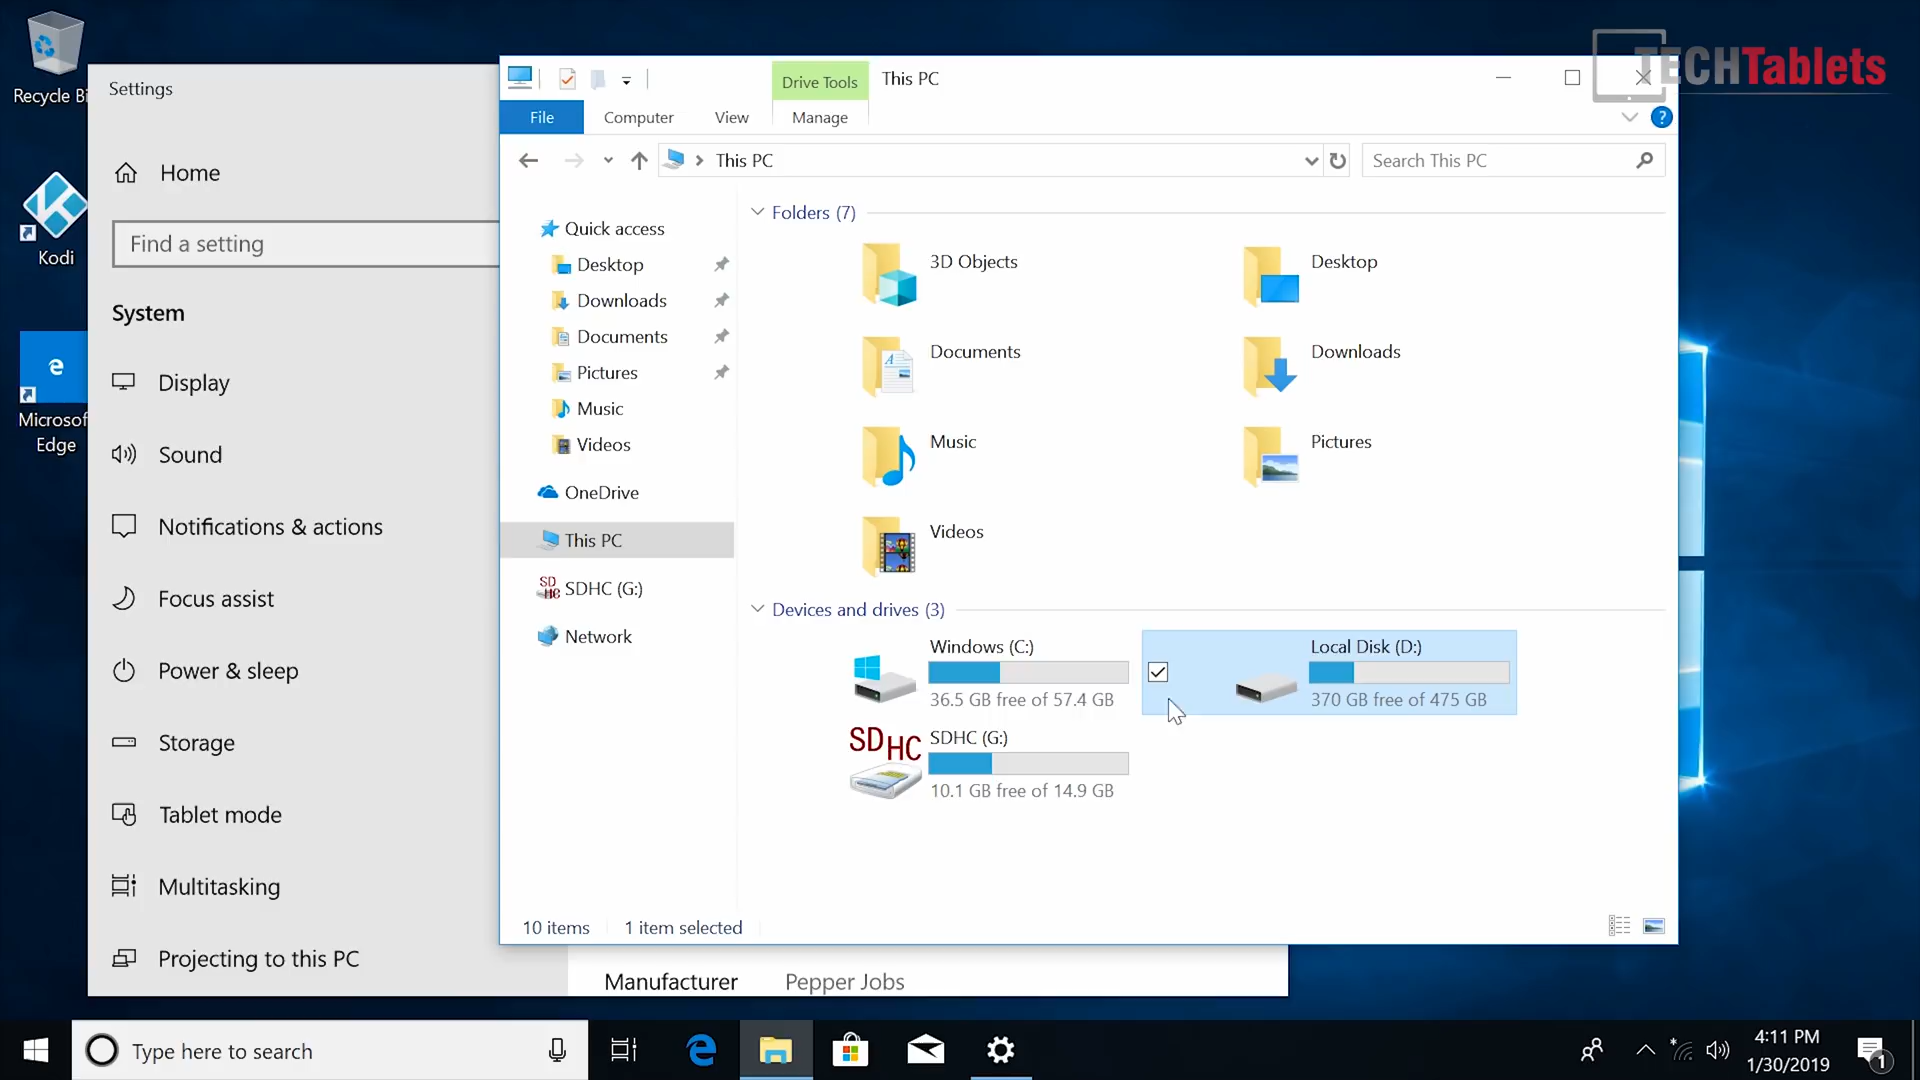 Recycle Bi
Kodi
Microsof
Edge
Settings
Home
Find a setting
System
Display
Sound
Notifications & actions
Focus assist
Power & sleep
Storage
Tablet mode
Multitasking
Projecting to this PC
Drive Tools
This PC
TECHTablets
File
Computer
View
Manage
?
This PC
Search This PC
Quick access
Desktop
Downloads
Documents
Pictures
Music
Videos
OneDrive
This PC
SD HC SDHC (G:)
Network
Folders (7)
3D Objects
Desktop
Documents
Downloads
Music
Pictures
Videos
Devices and drives (3)
Windows (C:)
36.5 GB free of 57.4 GB
Local Disk (D:)
370 GB free of 475 GB
SD HC
SDHC (G:)
10.1 GB free of 14.9 GB
10 items
1 item selected
Manufacturer Pepper Jobs
Type here to search
4:11 PM
1/30/2019
1